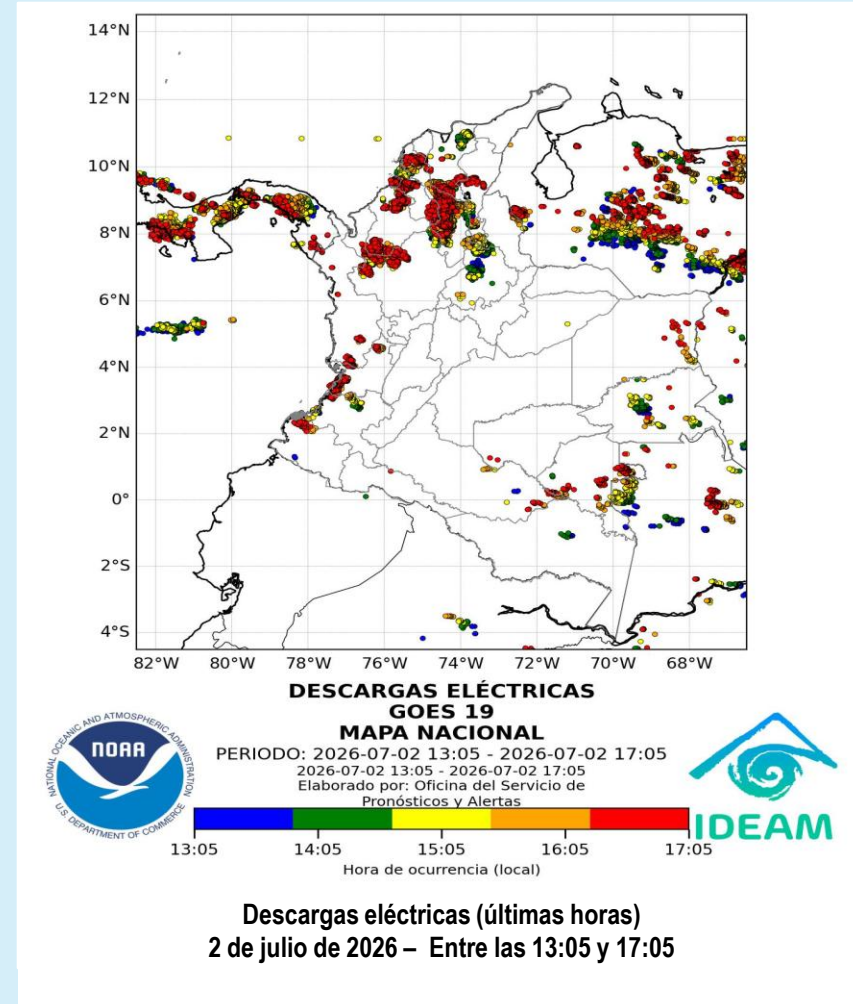 14°N
12°N
10°N
8°N
6°N
4°N
2°N
0°
2°S
4°S
82°W 80°W 78°W 76°W 74°W 72°W 70°W 68°W
DESCARGAS ELÉCTRICAS
GOES 19
MAPA NACIONAL
PERIODO: 2026-07-02 13:05 - 2026-07-02 17:05
2026-07-02 13:05 - 2026-07-02 17:05
Elaborado por: Oficina del Servicio de
Pronósticos y Alertas
NATIONAL OCEANIC AND ATMOSPHERIC ADMINISTRATION
NOAA
U.S. DEPARTMENT OF COMMERCE
IDEAM
13:05 14:05 15:05 16:05 17:05
Hora de ocurrencia (local)
Descargas eléctricas (últimas horas)
2 de julio de 2026 – Entre las 13:05 y 17:05